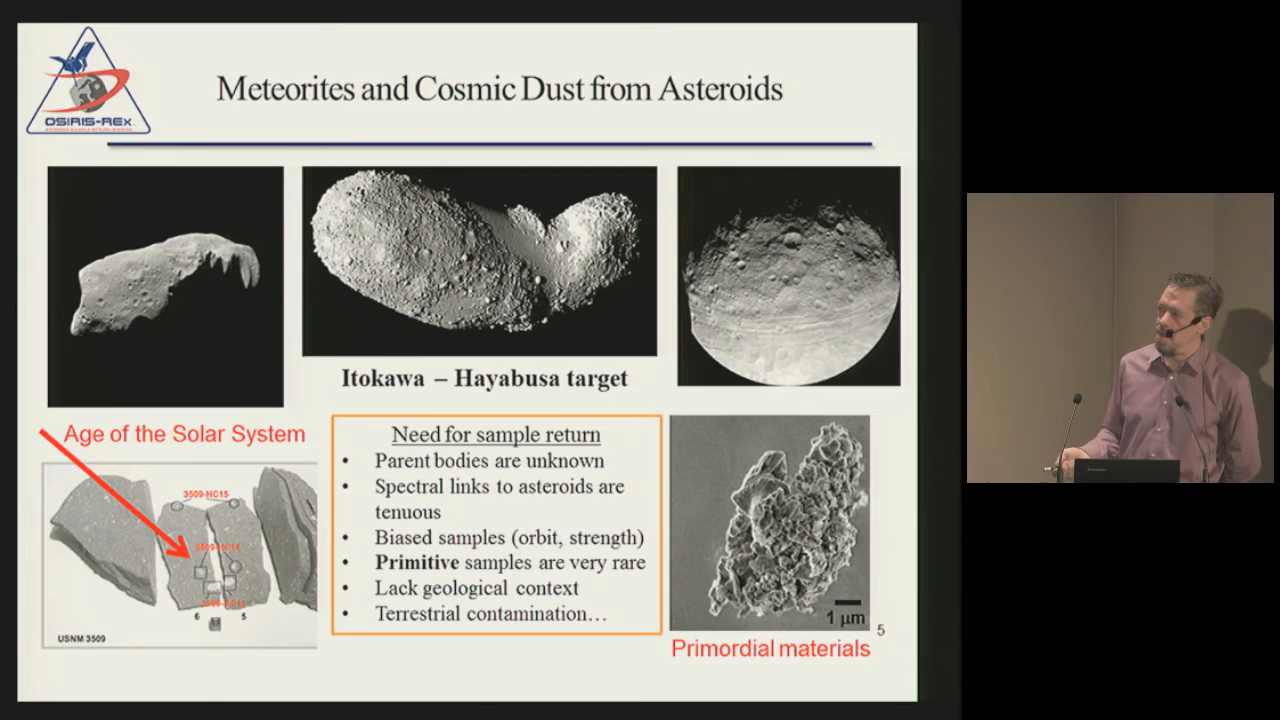 OSIRIS-REx
Meteorites and Cosmic Dust from Asteroids
Itokawa – Hayabusa target
Age of the Solar System
3509-HC15
6
5
USNM 3509
Need for sample return
• Parent bodies are unknown
• Spectral links to asteroids are
tenuous
• Biased samples (orbit, strength)
• Primitive samples are very rare
• Lack geological context
• Terrestrial contamination…
1 μm
Primordial materials
5